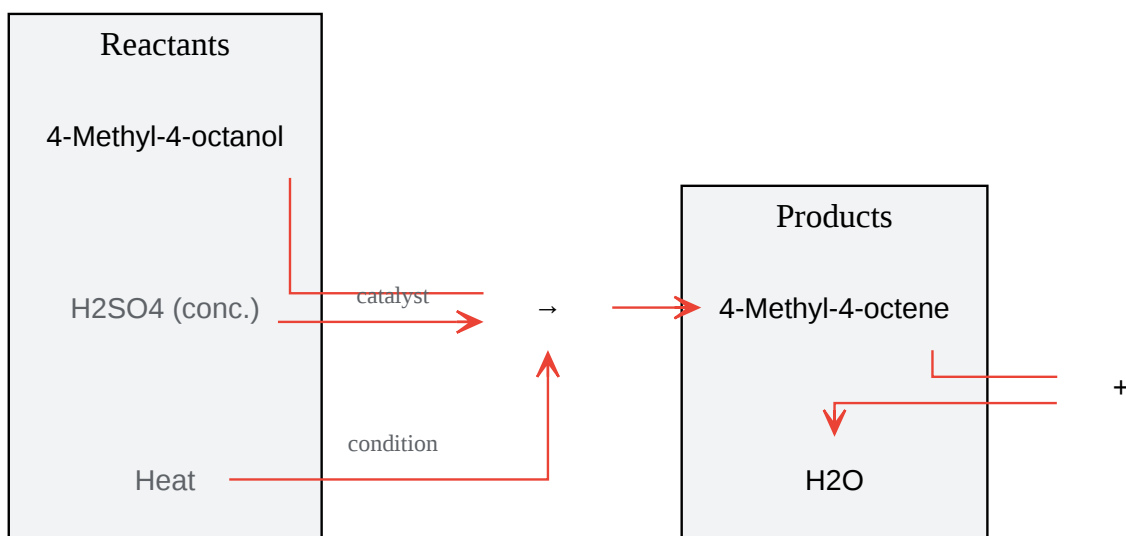 Reactants
4-Methyl-4-octanol
H2SO4 (conc.)
catalyst
→
condition
Heat
Products
4-Methyl-4-octene
+
H2O